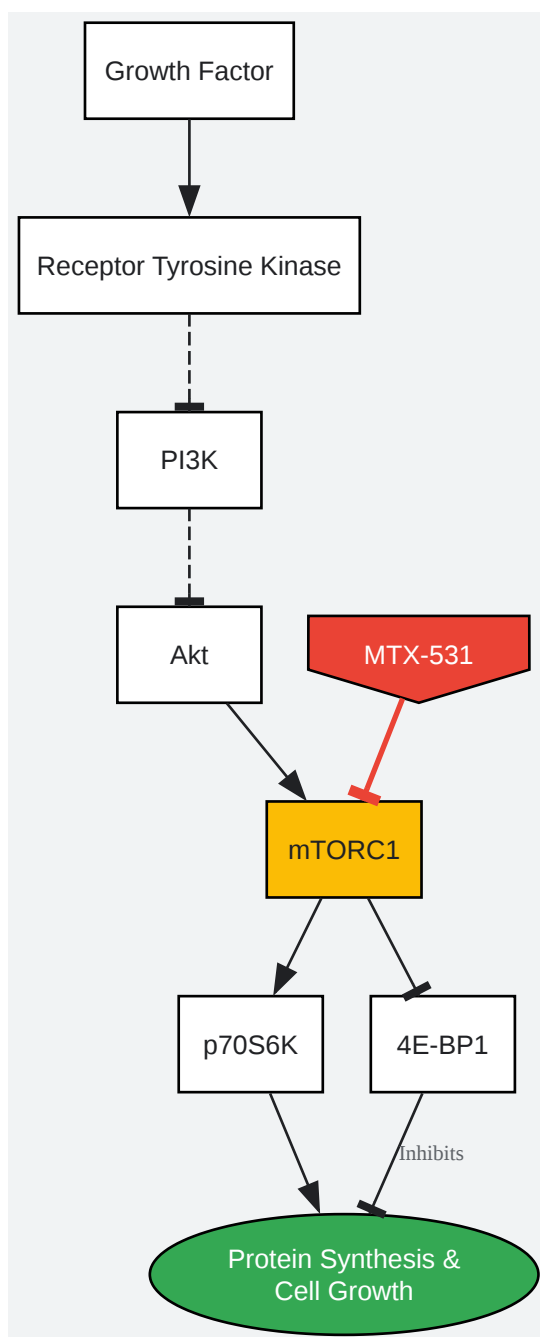 Growth Factor
Receptor Tyrosine Kinase
PI3K
Akt
MTX-531
mTORC1
p70S6K
4E-BP1
Inhibits
Protein Synthesis &
Cell Growth